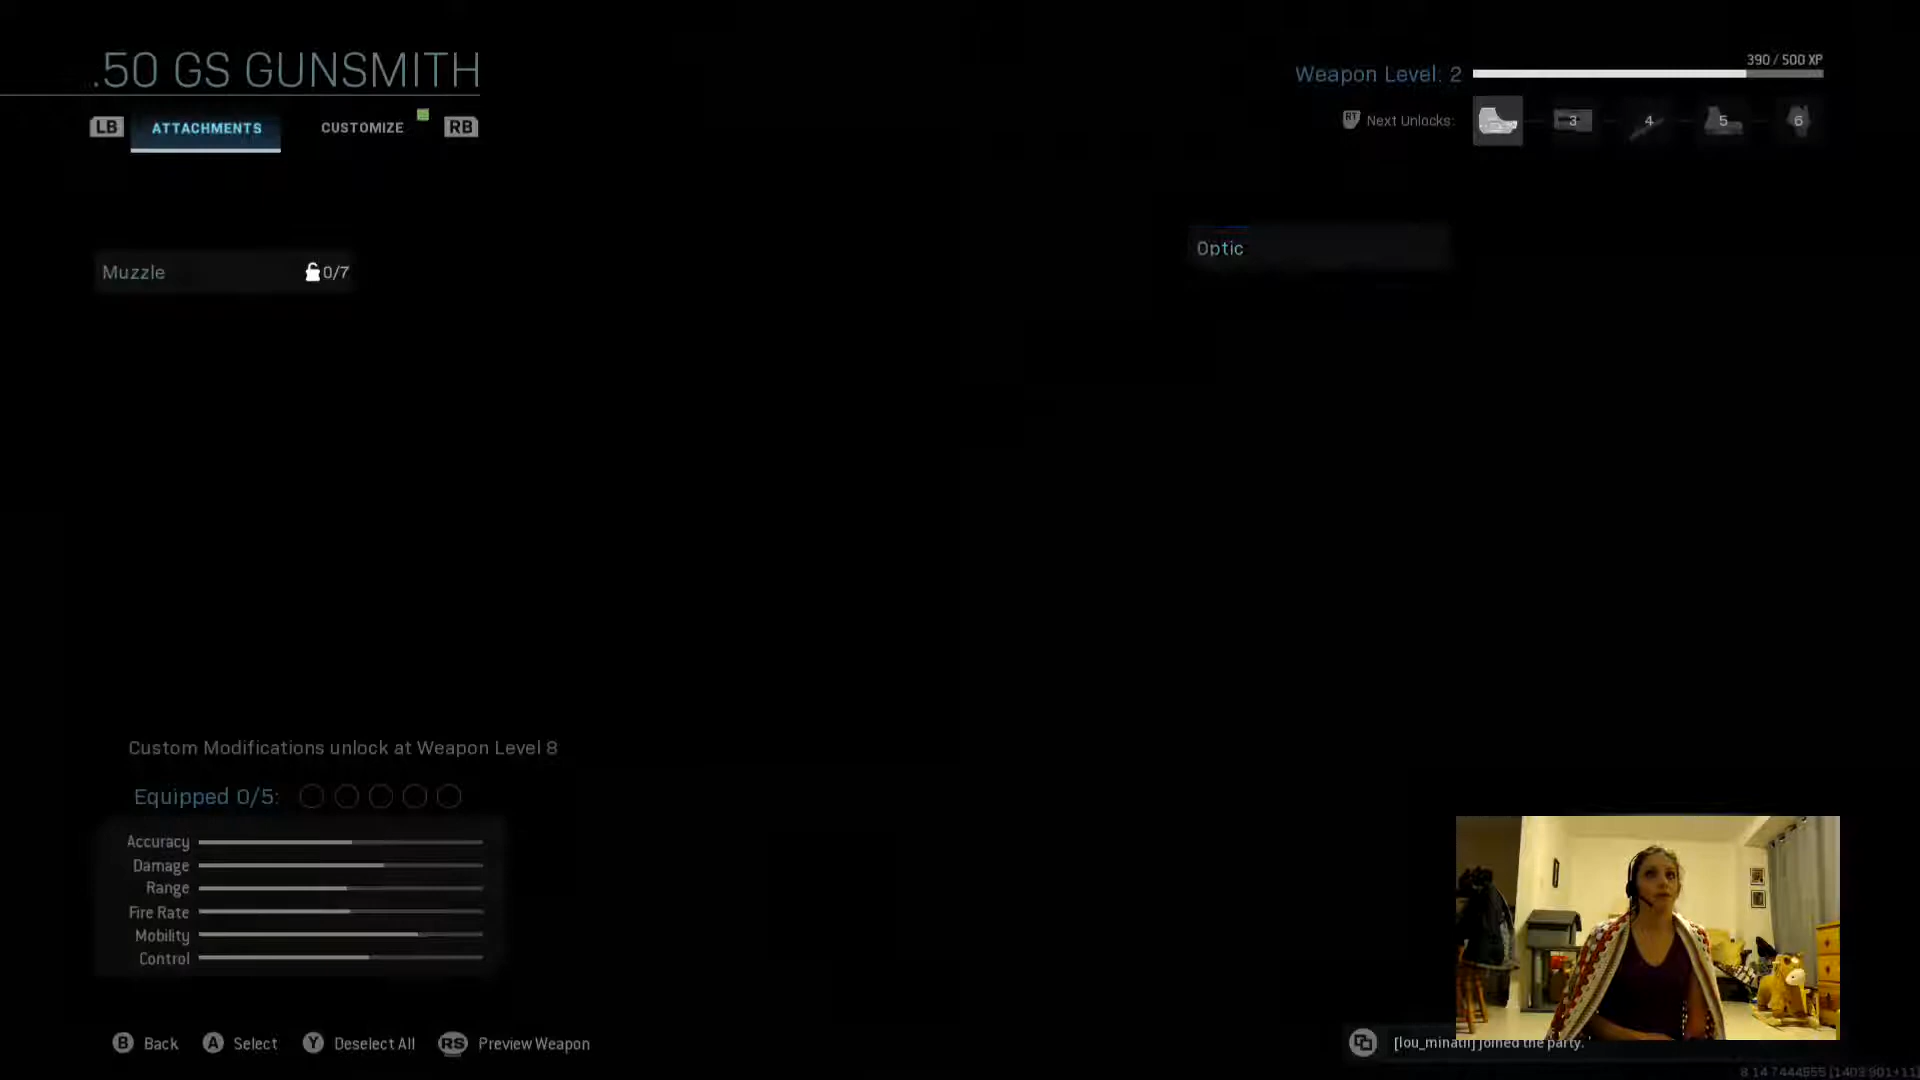 .50 GS GUNSMITH
Weapon Level: 2
390 / 500 XP
LB ATTACHMENTS CUSTOMIZE RB
RT Next Unlocks: 3 4 5 6
Muzzle 0/7
Optic
Custom Modifications unlock at Weapon Level 8
Equipped 0/5:
Accuracy
Damage
Range
Fire Rate
Mobility
Control
B Back A Select Y Deselect All RS Preview Weapon
joined the party.